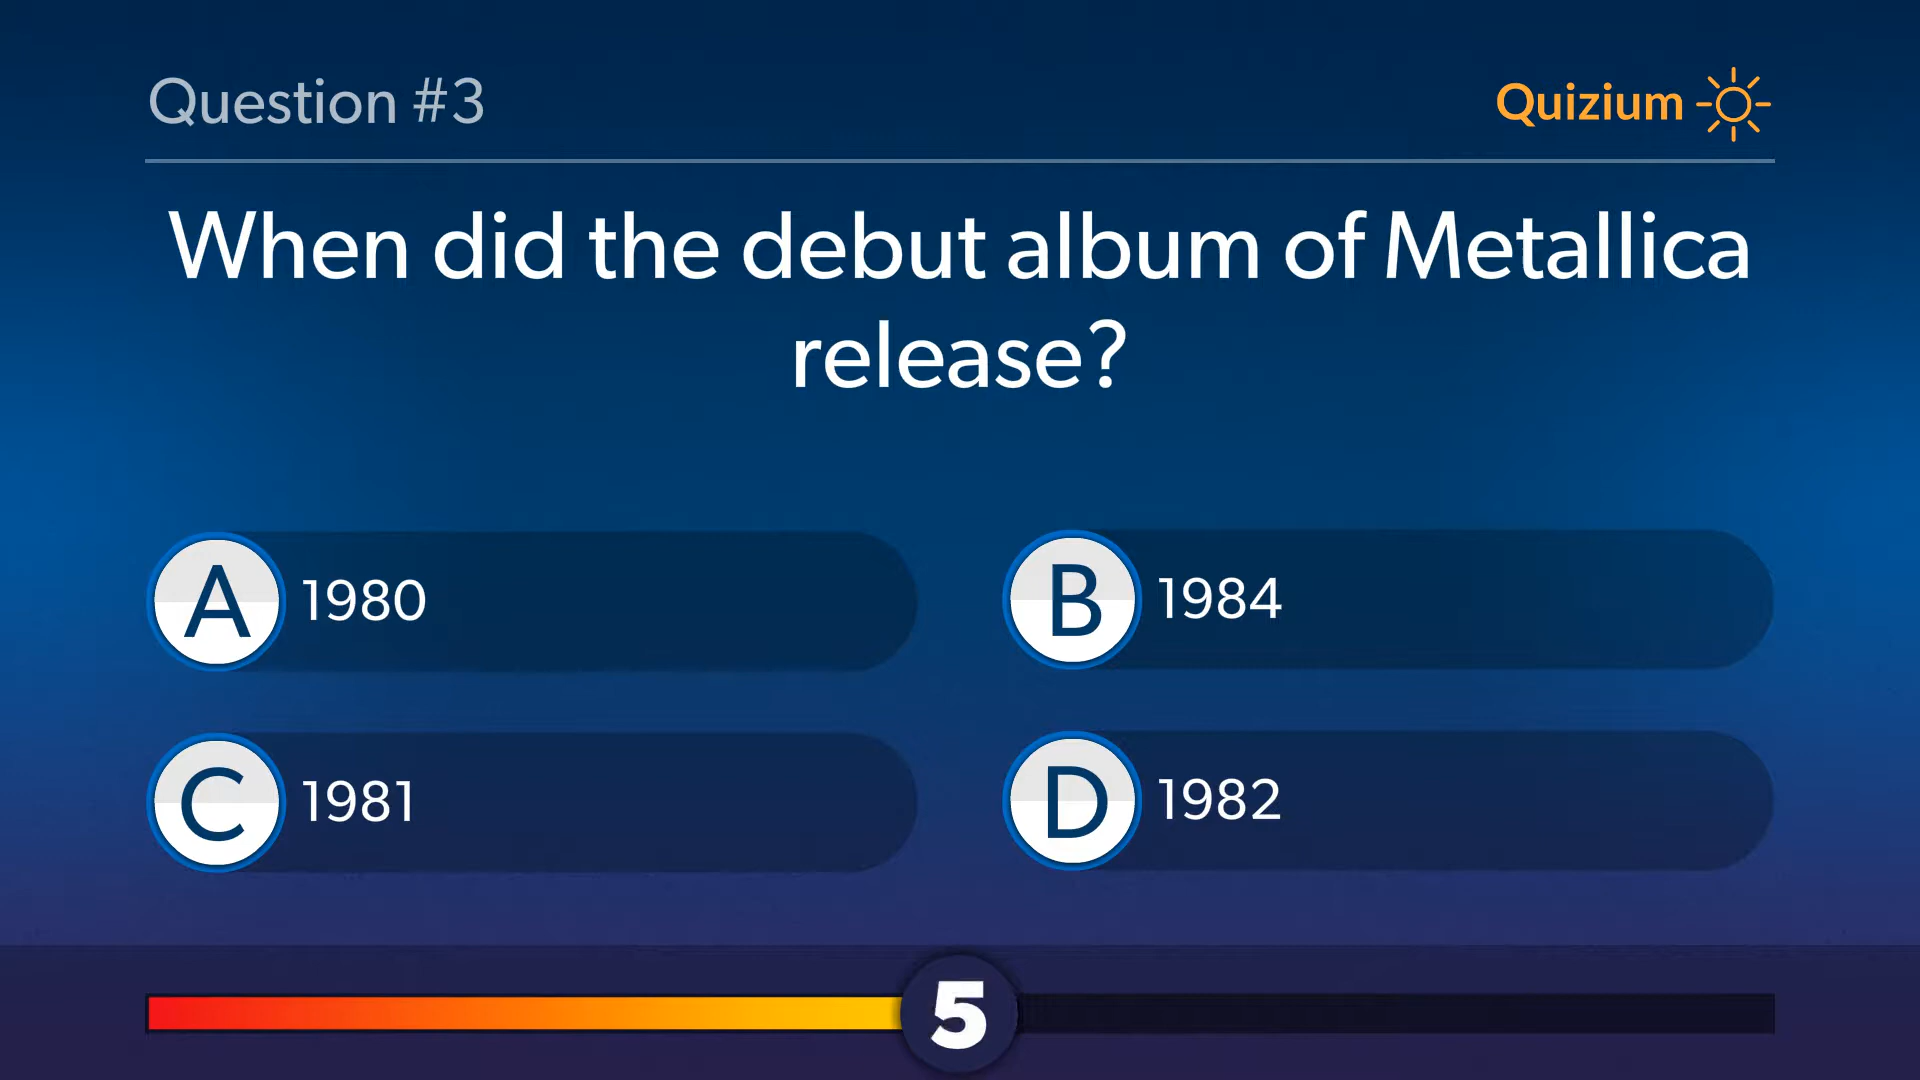 Question #3
Quizium
When did the debut album of Metallica
release?
A 1980
B 1984
C 1981
D 1982
5